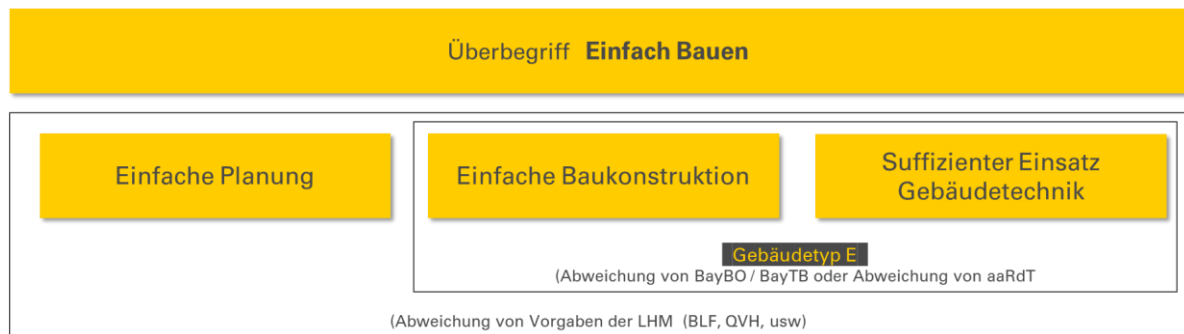 Überbegriff Einfach Bauen
Einfache Planung
Einfache Baukonstruktion
Suffizienter Einsatz
Gebäudetechnik
Gebäudetyp E
(Abweichung von BayBO / BayTB oder Abweichung von aaRdT
(Abweichung von Vorgaben der LHM (BLF, QVH, usw)